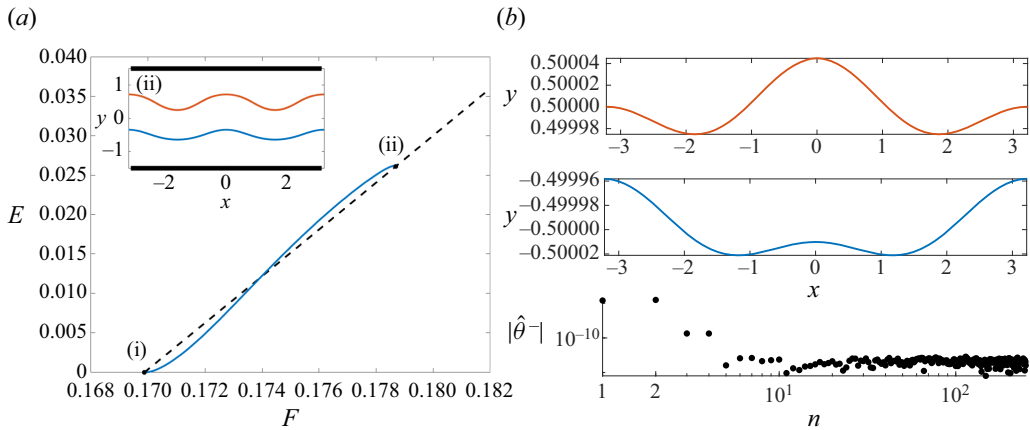 (a)
(b)
0.040
0.035
0.030
0.025
0.020
0.015
0.010
0.005
0
E
0.168 0.170 0.172 0.174 0.176 0.178 0.180 0.182
F
(i)
(ii)
(ii)
1
0
−1
y
−2 0 2
x
0.50004
0.50002
0.50000
0.49998
y
−3 −2 −1 0 1 2 3
−0.49996
−0.49998
−0.50000
−0.50002
y
−3 −2 −1 0 1 2 3
x
|θ̂⁻|
10⁻¹⁰
1 2 10¹ 10²
n